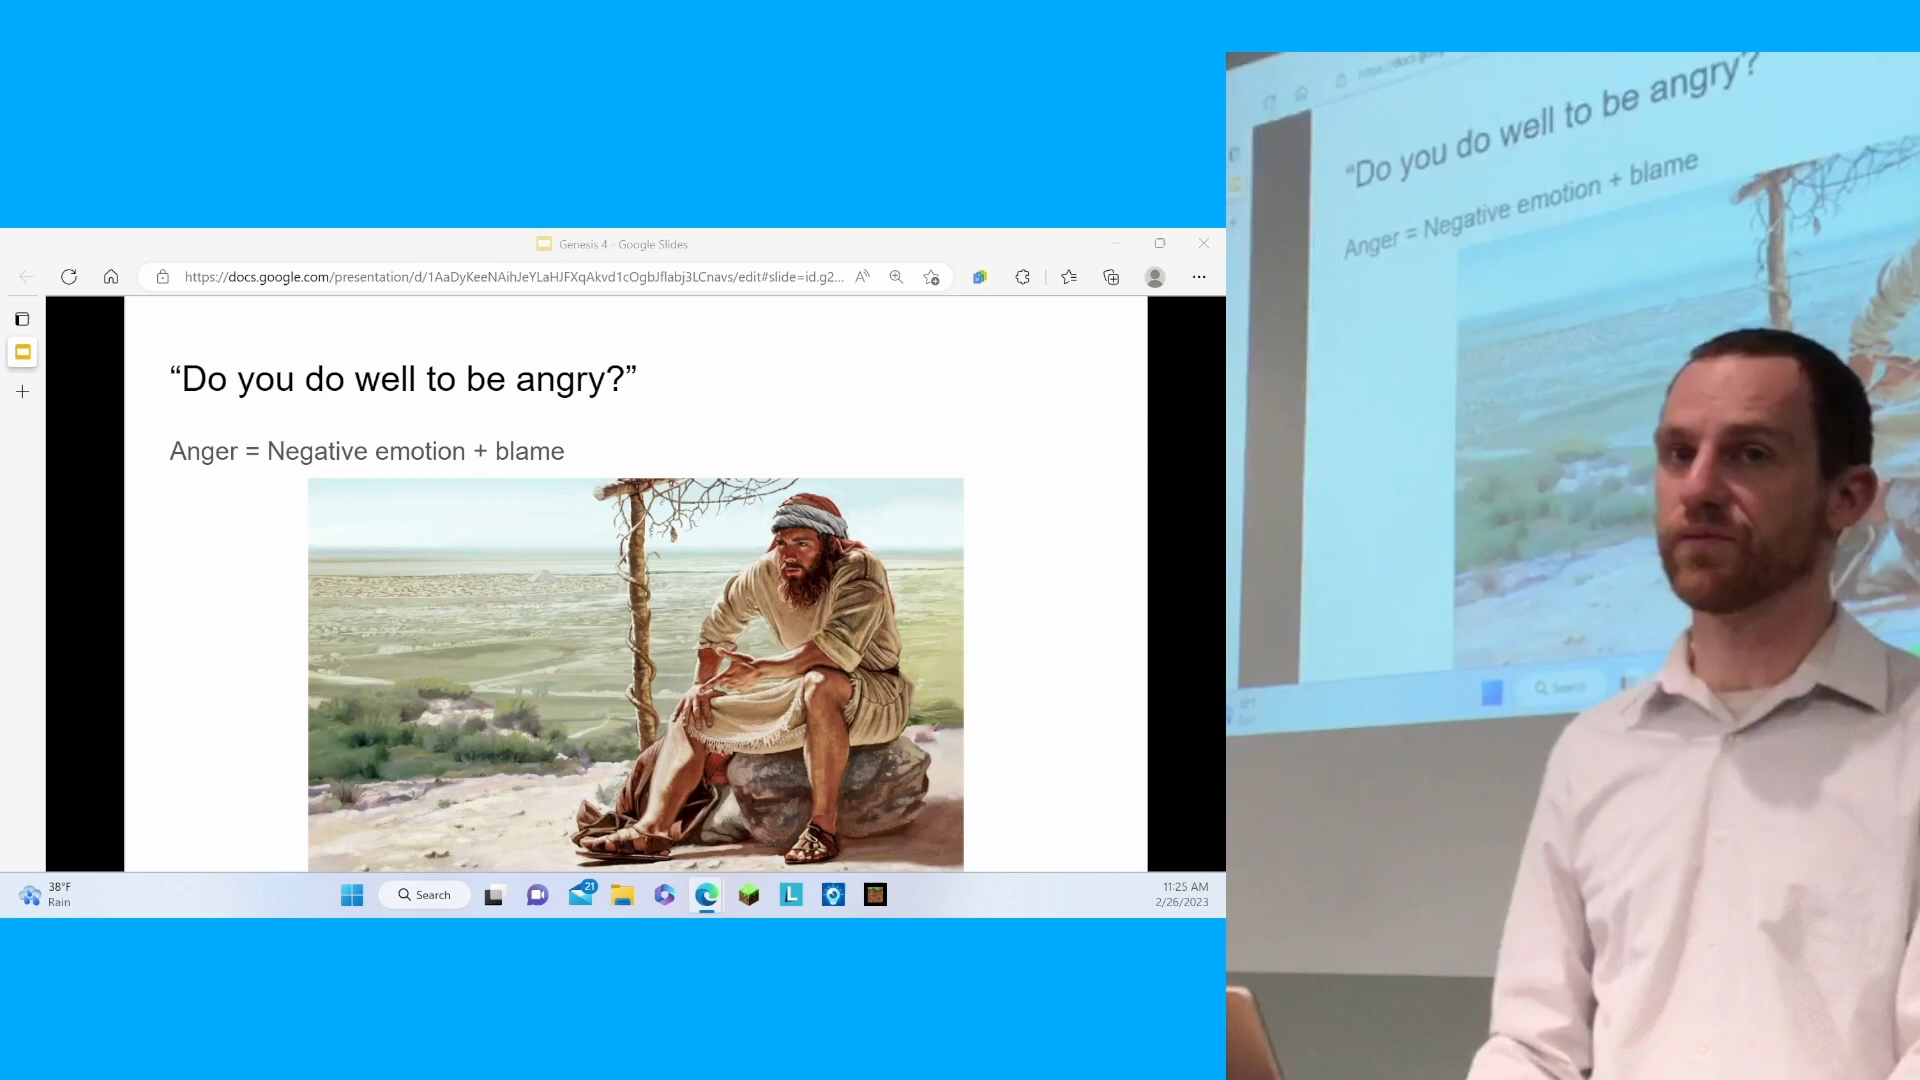 Genesis 4 - Google Slides
https://docs.google.com/presentation/d/1AaDyKeeNAihJeYLaHJFXqAkvd1cOgbJflabj3LCnavs/edit#slide=id.g2...
“Do you do well to be angry?”
Anger = Negative emotion + blame
38°F
Rain
Search
21
L
11:25 AM
2/26/2023
“Do you do well to be angry?
Anger = Negative emotion + blame
Search